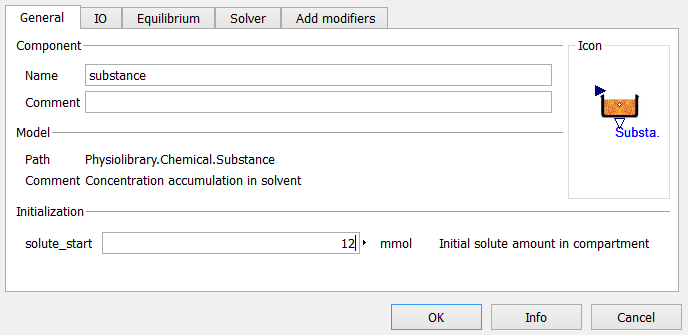 General IO Equilibrium Solver Add modifiers
Component Icon
Name substance
Comment
Substa.
Model
Path Physiolibrary.Chemical.Substance
Comment Concentration accumulation in solvent
Initialization
solute_start 12 mmol Initial solute amount in compartment
OK Info Cancel